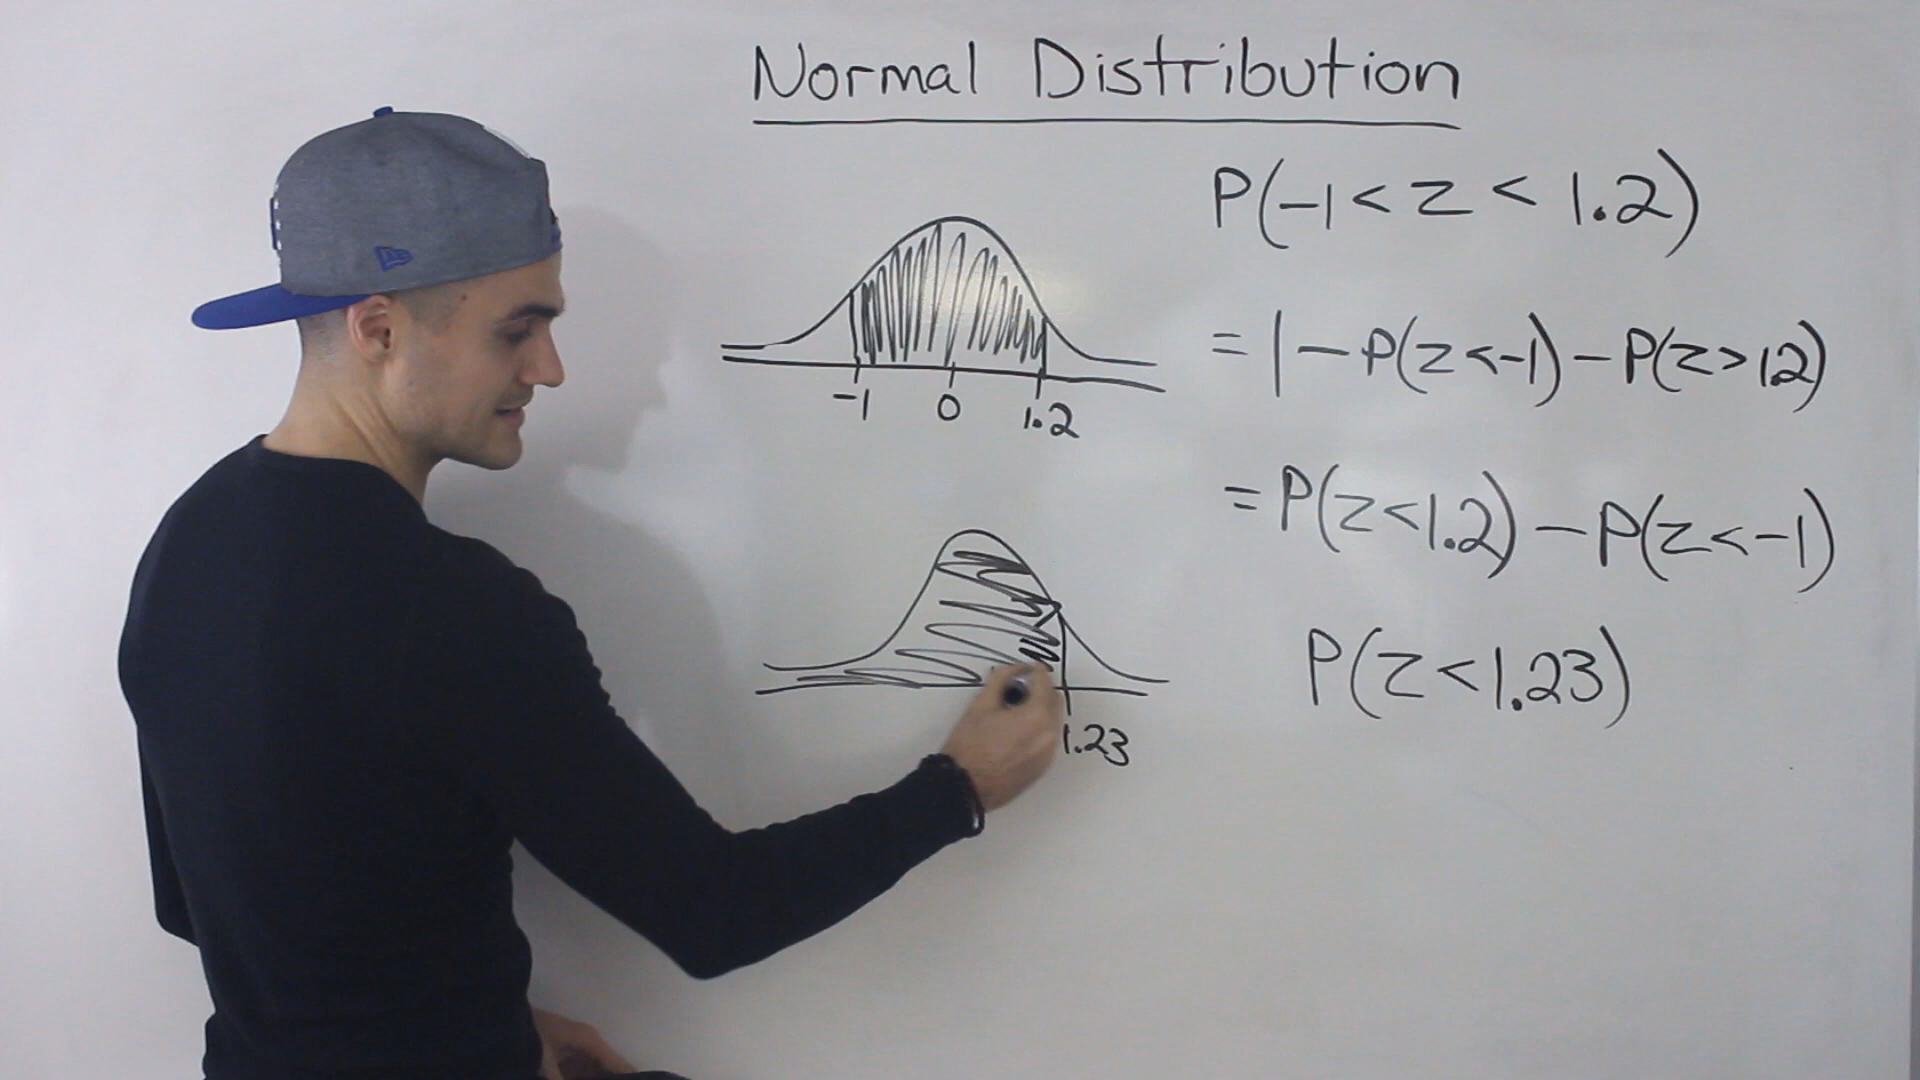 Normal Distribution
P(-1 < Z < 1.2)
= 1 - P(Z < -1) - P(Z > 1.2)
-1 0 1.2
= P(Z < 1.2) - P(Z < -1)
P(Z < 1.23)
1.23